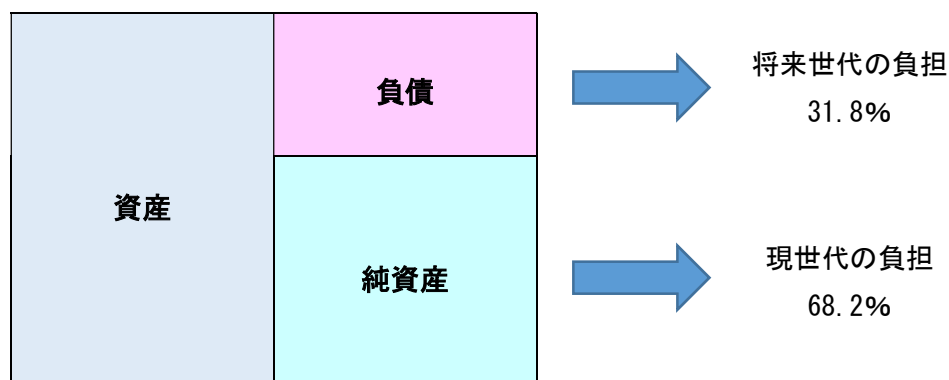 負債
将来世代の負担
31.8%
資産
純資産
現世代の負担
68.2%